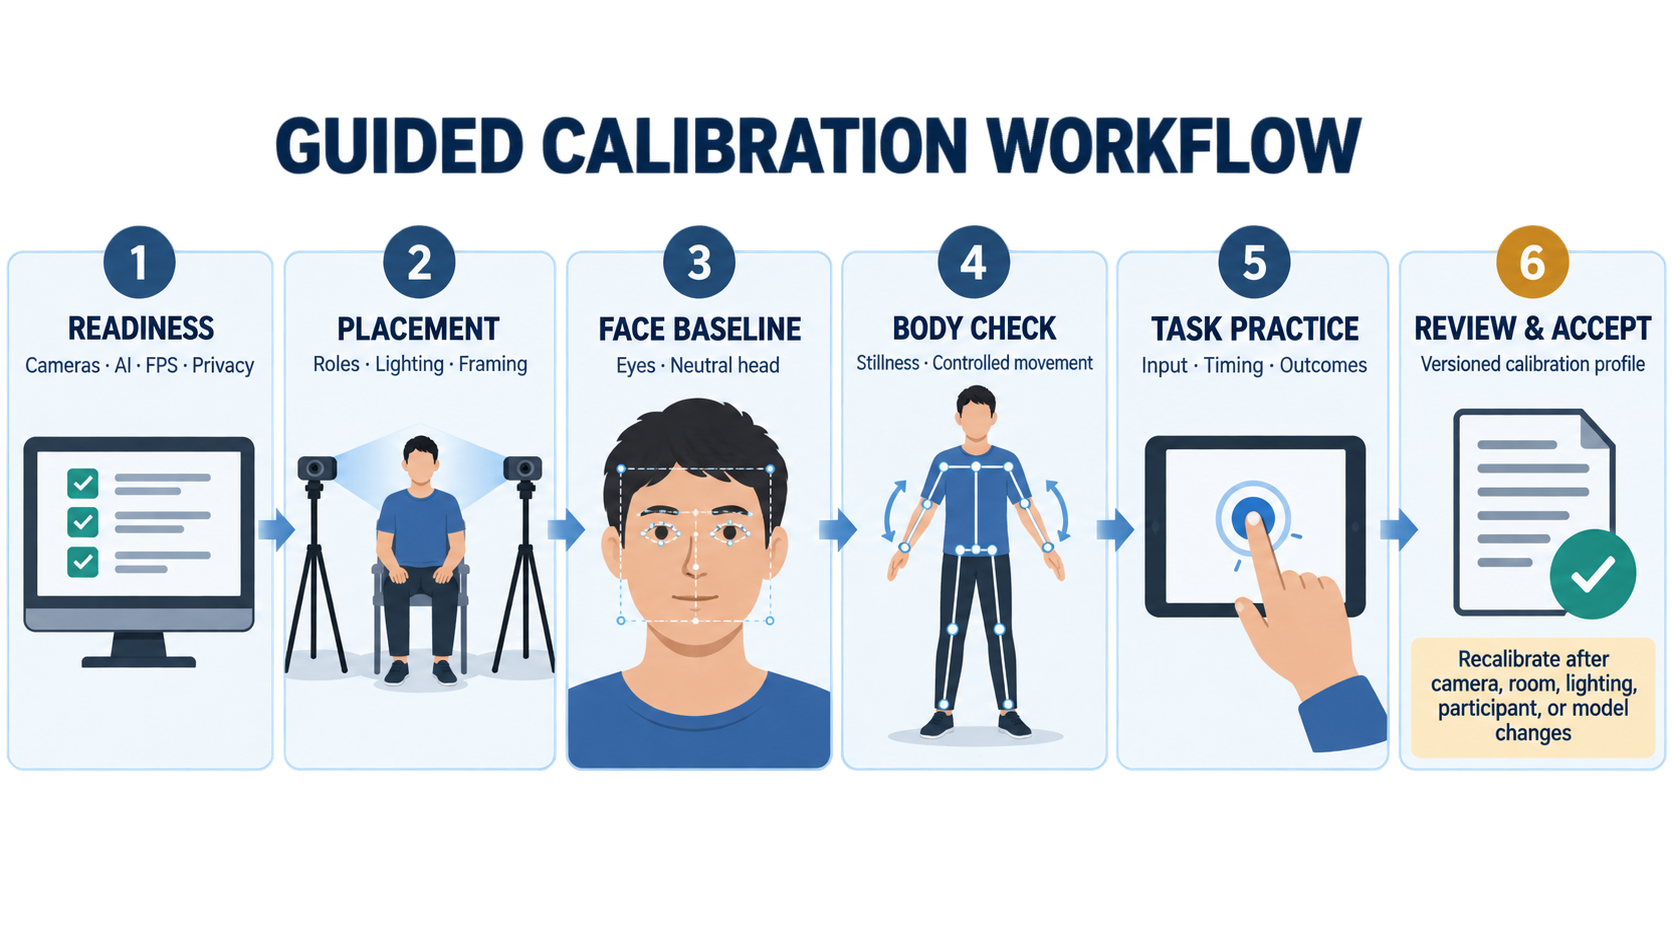 GUIDED CALIBRATION WORKFLOW
1
READINESS
Cameras · AI · FPS · Privacy
2
PLACEMENT
Roles · Lighting · Framing
3
FACE BASELINE
Eyes · Neutral head
4
BODY CHECK
Stillness · Controlled movement
5
TASK PRACTICE
Input · Timing · Outcomes
6
REVIEW & ACCEPT
Versioned calibration profile
Recalibrate after
camera, room, lighting,
participant, or model
changes